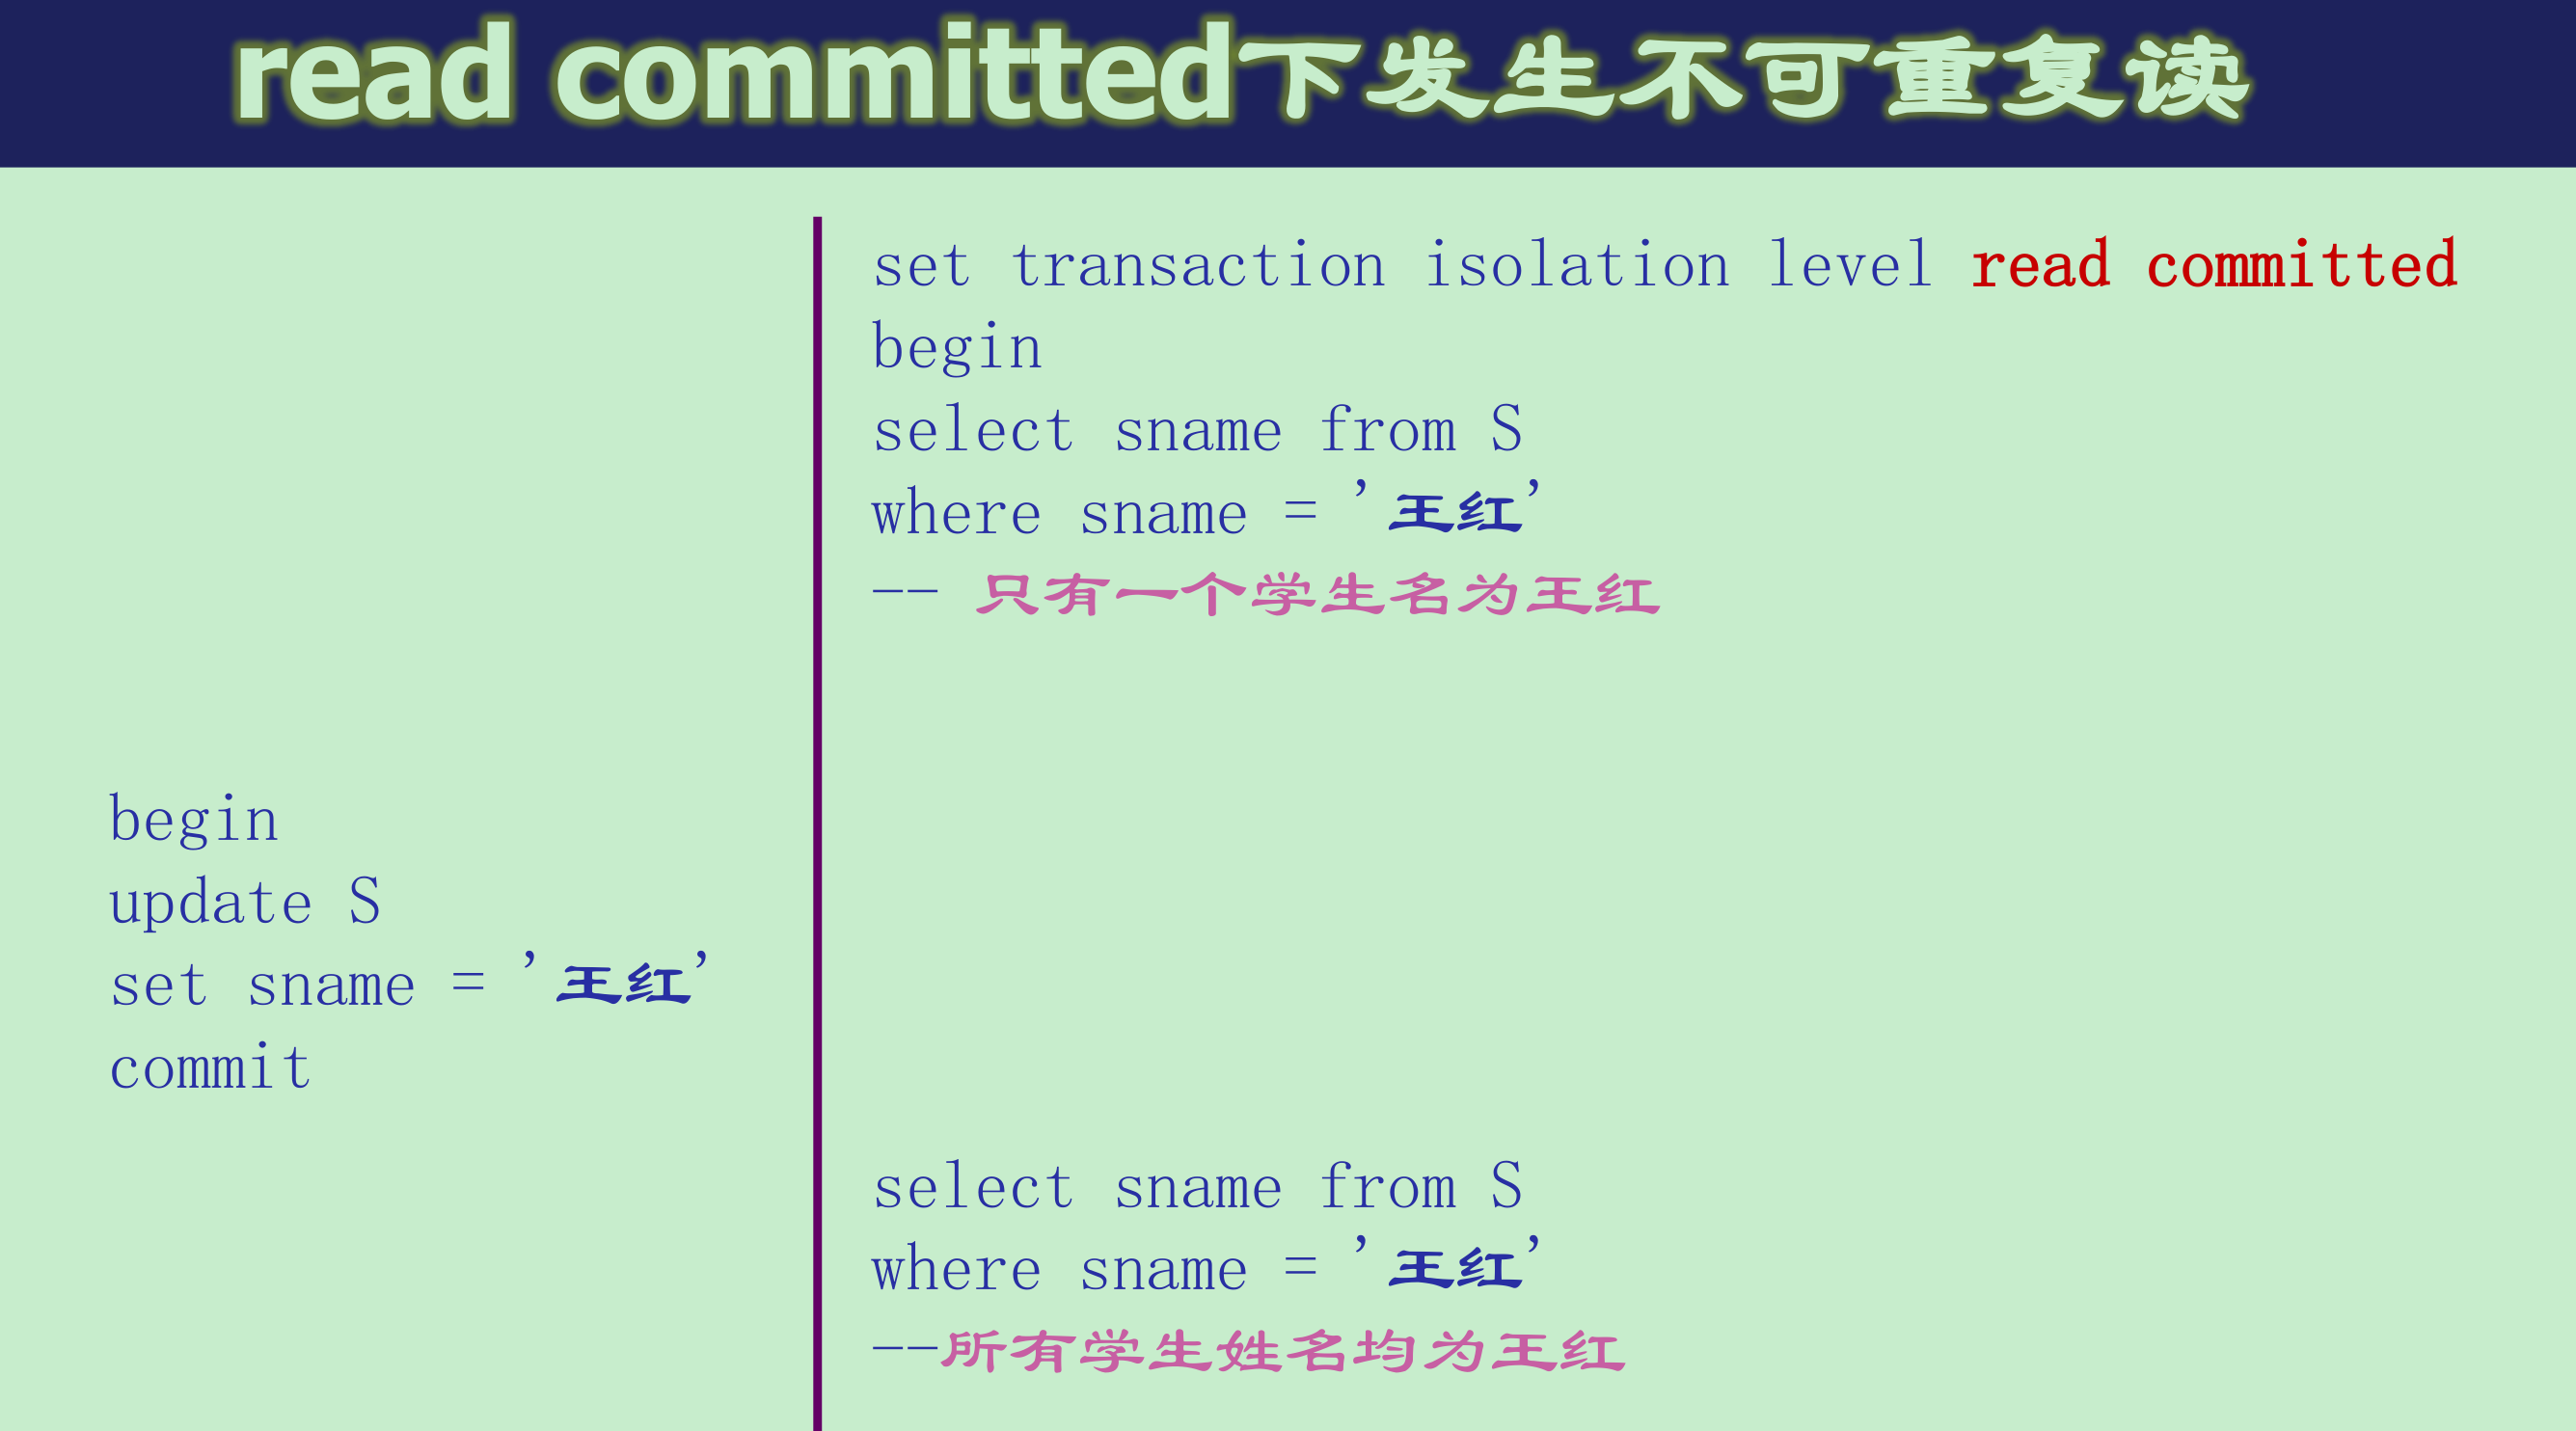 read committed下发生不可重复读
set transaction isolation level read committed
begin
select sname from S
where sname = ’王红’
-- 只有一个学生名为王红
begin
update S
set sname = ’王红’
commit
select sname from S
where sname = ’王红’
--所有学生姓名均为王红